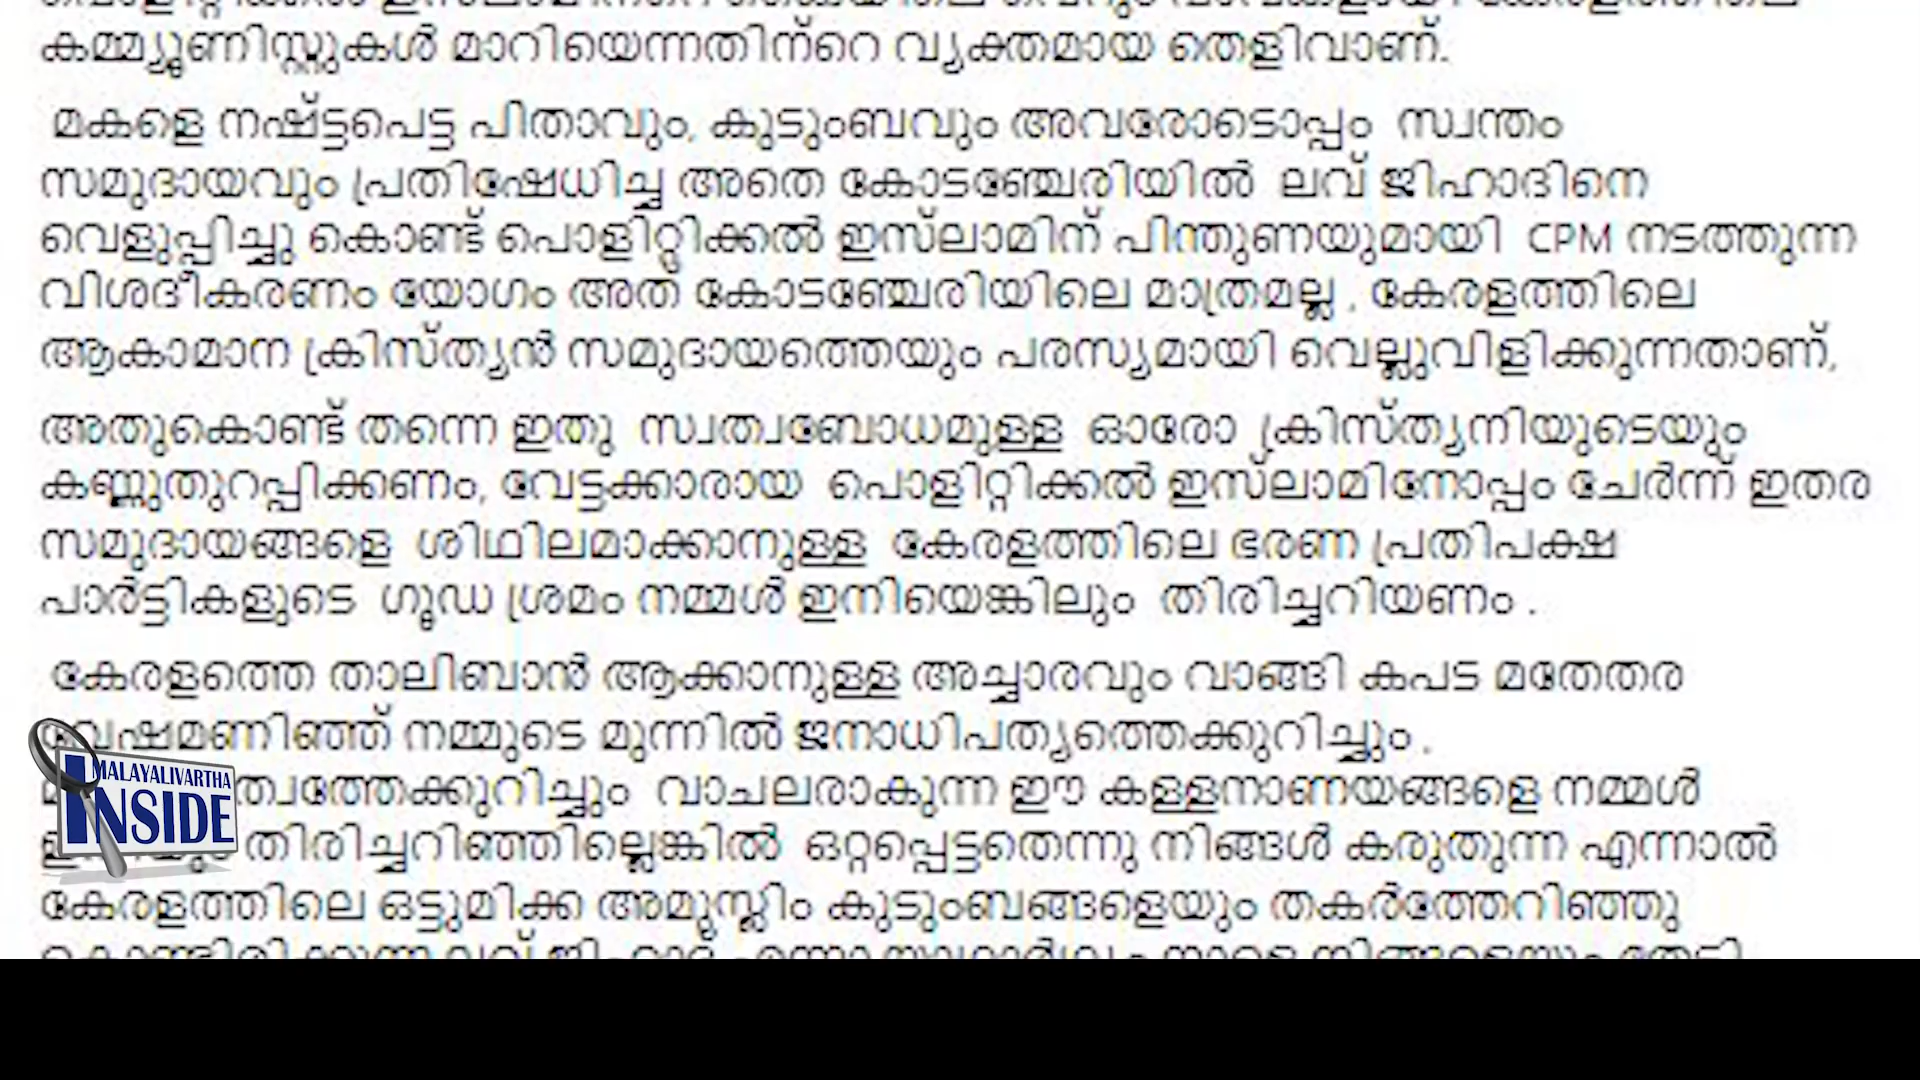 പൊളിറ്റിക്കൽ ഇസ്ലാമിന്റെ
കമ്മ്യൂണിസ്റ്റുകൾ മാറിയെന്നതിന്റെ വ്യക്തമായ തെളിവാണ്.
മകളെ നഷ്ട്ടപെട്ട പിതാവും, കുടുംബവും അവരോടൊപ്പം സ്വന്തം
സമുദായവും പ്രതിഷേധിച്ച അതെ കോടഞ്ചേരിയിൽ ലവ് ജിഹാദിനെ
വെളുപ്പിച്ചു കൊണ്ട് പൊളിറ്റിക്കൽ ഇസ്ലാമിന് പിന്തുണയുമായി CPM നടത്തുന്ന
വിശദീകരണം യോഗം അത് കോടഞ്ചേരിയിലെ മാത്രമല്ല , കേരളത്തിലെ
ആകാമാന ക്രിസ്ത്യൻ സമുദായത്തെയും പരസ്യമായി വെല്ലുവിളിക്കുന്നതാണ്,
അതുകൊണ്ട് തന്നെ ഇതു സ്വത്വബോധമുള്ള ഓരോ ക്രിസ്ത്യനിയുടെയും
കണ്ണുതുറപ്പിക്കണം, വേട്ടക്കാരായ പൊളിറ്റിക്കൽ ഇസ്ലാമിനോപ്പം ചേർന്ന് ഇതര
സമുദായങ്ങളെ ശിഥിലമാക്കാനുള്ള കേരളത്തിലെ ഭരണ പ്രതിപക്ഷ
പാർട്ടികളുടെ ഗൂഡ ശ്രമം നമ്മൾ ഇനിയെങ്കിലും തിരിച്ചറിയണം .
കേരളത്തെ താലിബാൻ ആക്കാനുള്ള അച്ചാരവും വാങ്ങി കപട മതേതര
വേഷമണിഞ്ഞ് നമ്മുടെ മുന്നിൽ ജനാധിപത്യത്തെക്കുറിച്ചും ,
ത്വത്തേക്കുറിച്ചും വാചലരാകുന്ന ഈ കള്ളനാണയങ്ങളെ നമ്മൾ
തിരിച്ചറിഞ്ഞില്ലെങ്കിൽ ഒറ്റപ്പെട്ടതെന്നു നിങ്ങൾ കരുതുന്ന എന്നാൽ
കേരളത്തിലെ ഒട്ടുമിക്ക അമുസ്ലിം കുടുംബങ്ങളെയും തകർത്തേറിഞ്ഞു
MALAYALIVARTHA
INSIDE